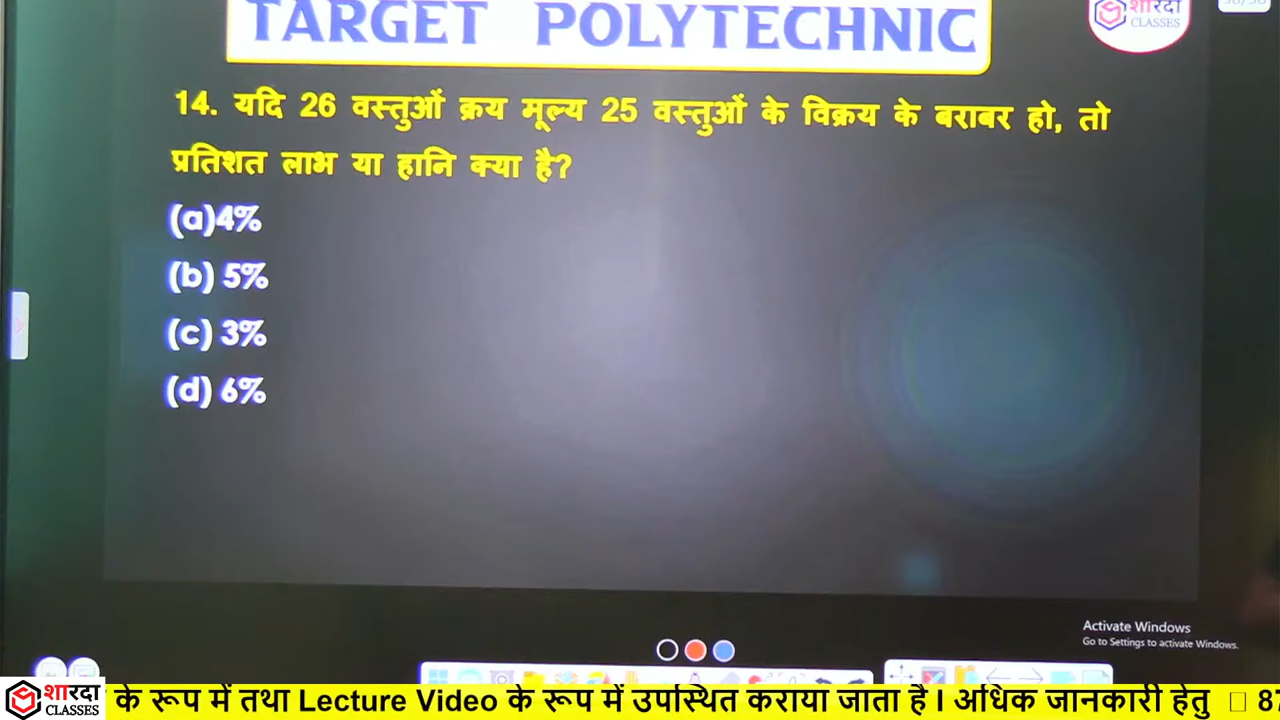 TARGET POLYTECHNIC
शारदा
CLASSES
14. यदि 26 वस्तुओं क्रय मूल्य 25 वस्तुओं के विक्रय के बराबर हो, तो
प्रतिशत लाभ या हानि क्या है?
(a)4%
(b) 5%
(c) 3%
(d) 6%
Activate Windows
Go to Settings to activate Windows.
शारदा
CLASSES
के रूप में तथा Lecture Video के रूप में उपस्थित कराया जाता है I अधिक जानकारी हेतु